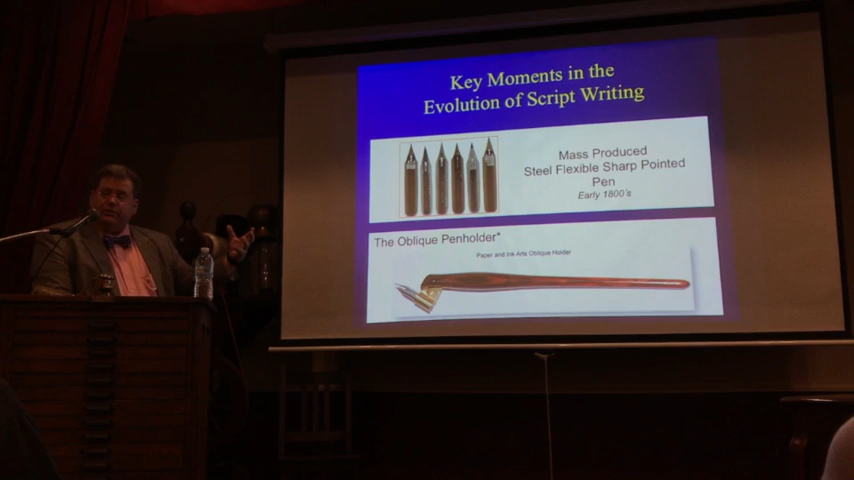 Key Moments in the
Evolution of Script Writing
Mass Produced
Steel Flexible Sharp Pointed
Pen
Early 1800's
The Oblique Penholder*
Paper and Ink Arts Oblique Holder